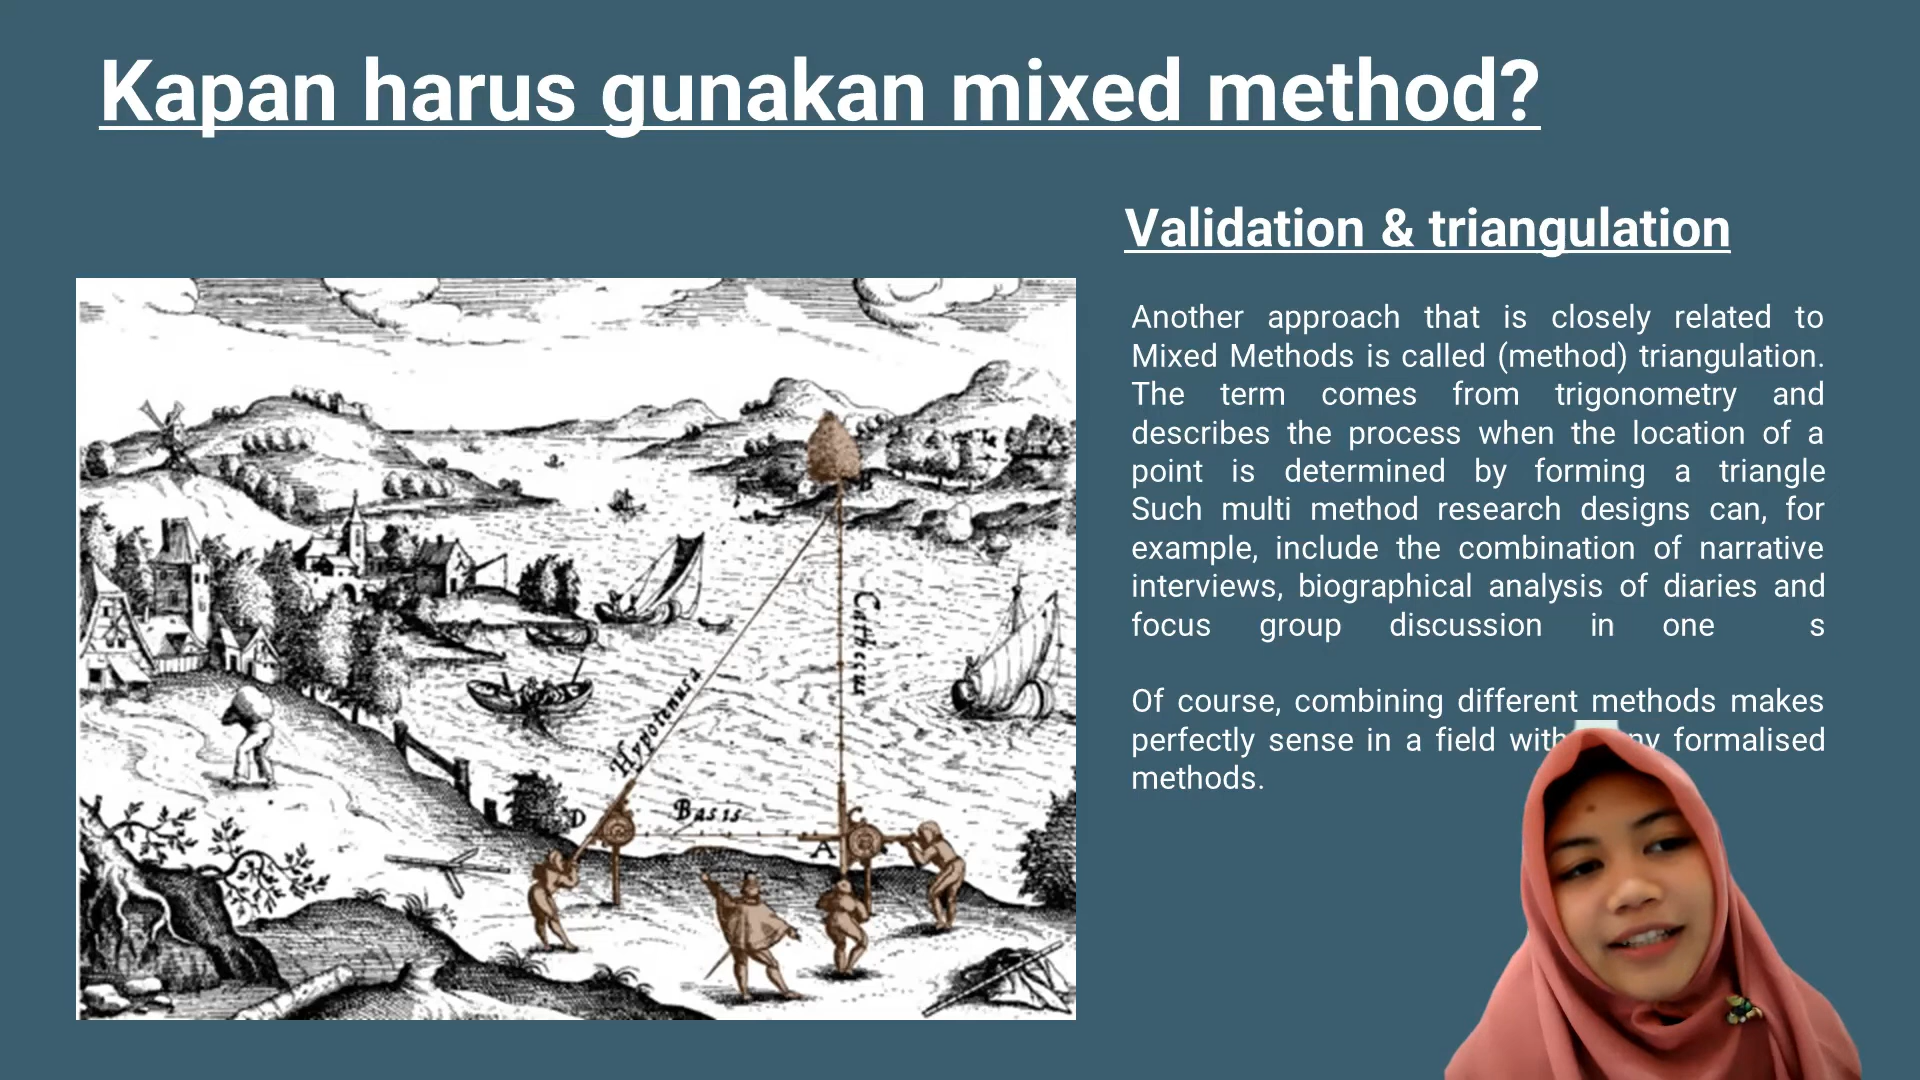 Kapan harus gunakan mixed method?
Validation & triangulation
Another approach that is closely related to
Mixed Methods is called (method) triangulation.
The term comes from trigonometry and
describes the process when the location of a
point is determined by forming a triangle
Such multi method research designs can, for
example, include the combination of narrative
interviews, biographical analysis of diaries and
focus group discussion in one s
Of course, combining different methods makes
perfectly sense in a field with formalised
methods.
Hypotenusa
Cathetus
Basis
D
C
A